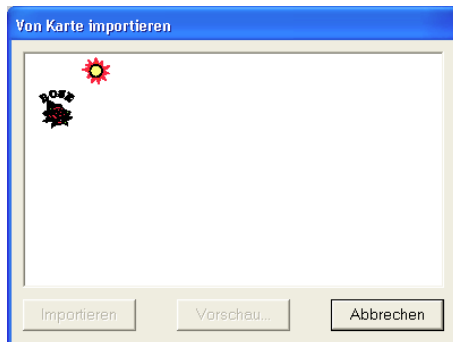 Von Karte importieren
ROSE
Importieren
Vorschau...
Abbrechen